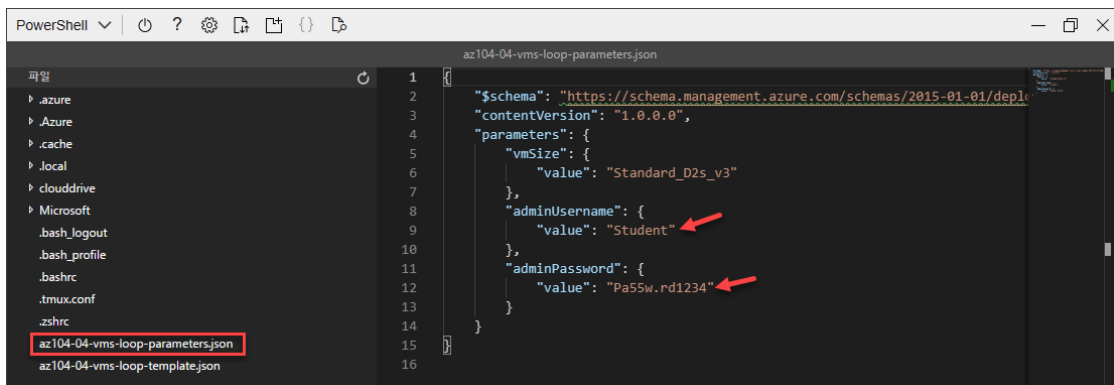 PowerShell
az104-04-vms-loop-parameters.json
파일
.azure
.Azure
.cache
.local
clouddrive
Microsoft
.bash_logout
.bash_profile
.bashrc
.tmux.conf
.zshrc
az104-04-vms-loop-parameters.json
az104-04-vms-loop-template.json
1 {
2 "$schema": "https://schema.management.azure.com/schemas/2015-01-01/deplo
3 "contentVersion": "1.0.0.0",
4 "parameters": {
5 "vmSize": {
6 "value": "Standard_D2s_v3"
7 },
8 "adminUsername": {
9 "value": "Student"
10 },
11 "adminPassword": {
12 "value": "Pa55w.rd1234"
13 }
14 }
15 }
16